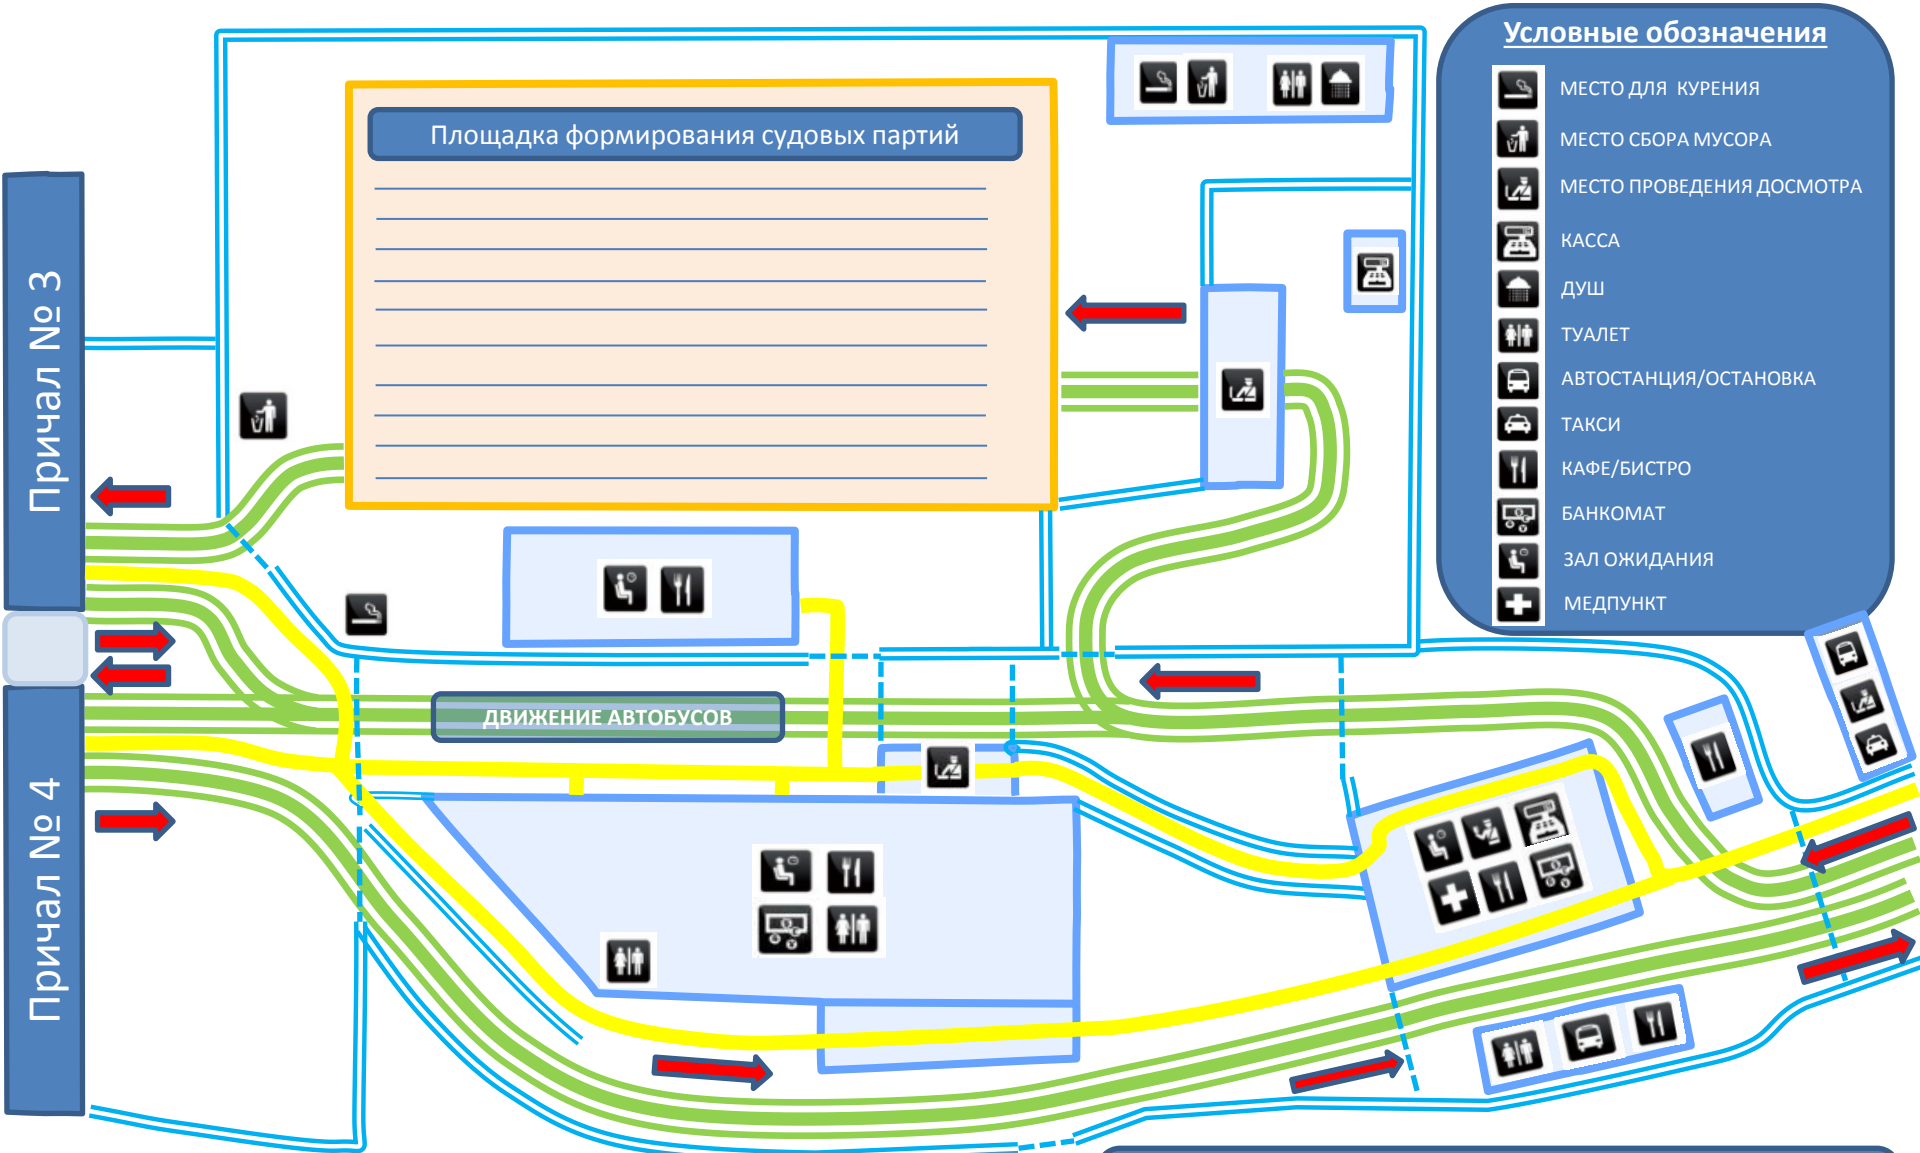 Условные обозначения
МЕСТО ДЛЯ КУРЕНИЯ
МЕСТО СБОРА МУСОРА
МЕСТО ПРОВЕДЕНИЯ ДОСМОТРА
КАССА
ДУШ
ТУАЛЕТ
АВТОСТАНЦИЯ/ОСТАНОВКА
ТАКСИ
КАФЕ/БИСТРО
БАНКОМАТ
ЗАЛ ОЖИДАНИЯ
МЕДПУНКТ
Площадка формирования судовых партий
Причал № 3
ДВИЖЕНИЕ АВТОБУСОВ
Причал № 4